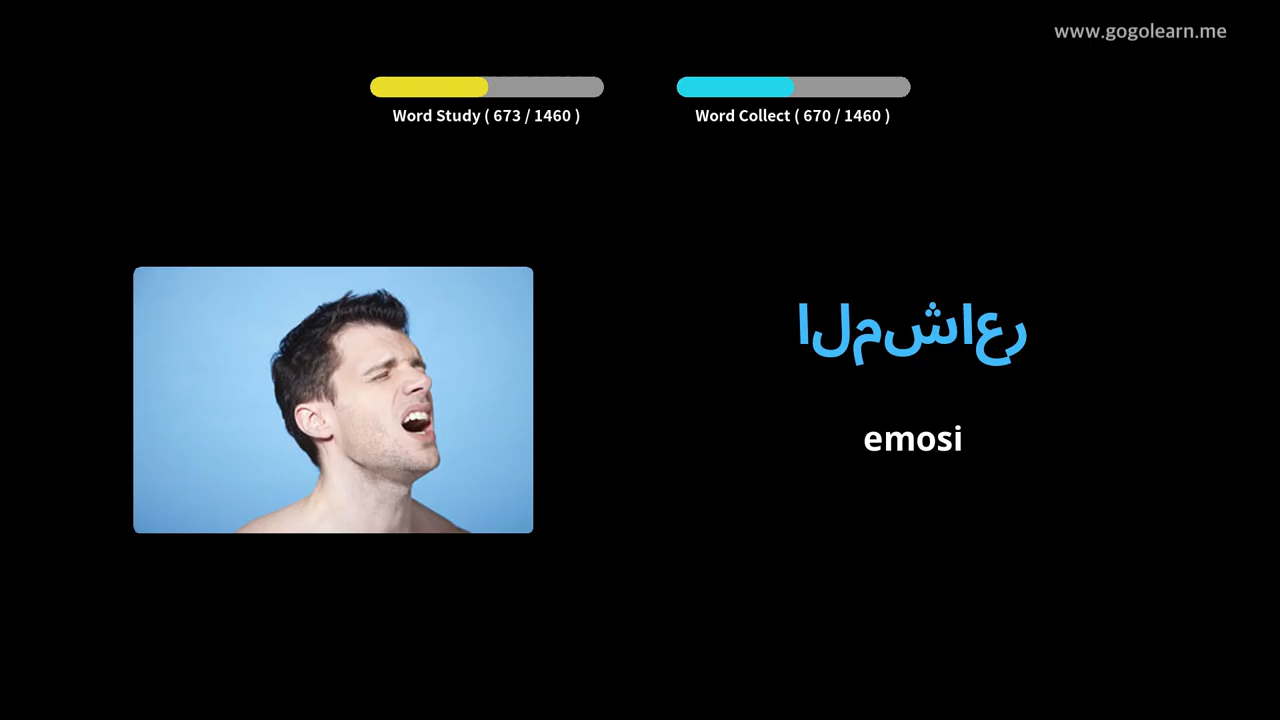 www.gogolearn.me
Word Study ( 673 / 1460 )
Word Collect ( 670 / 1460 )
المشاعر
emosi